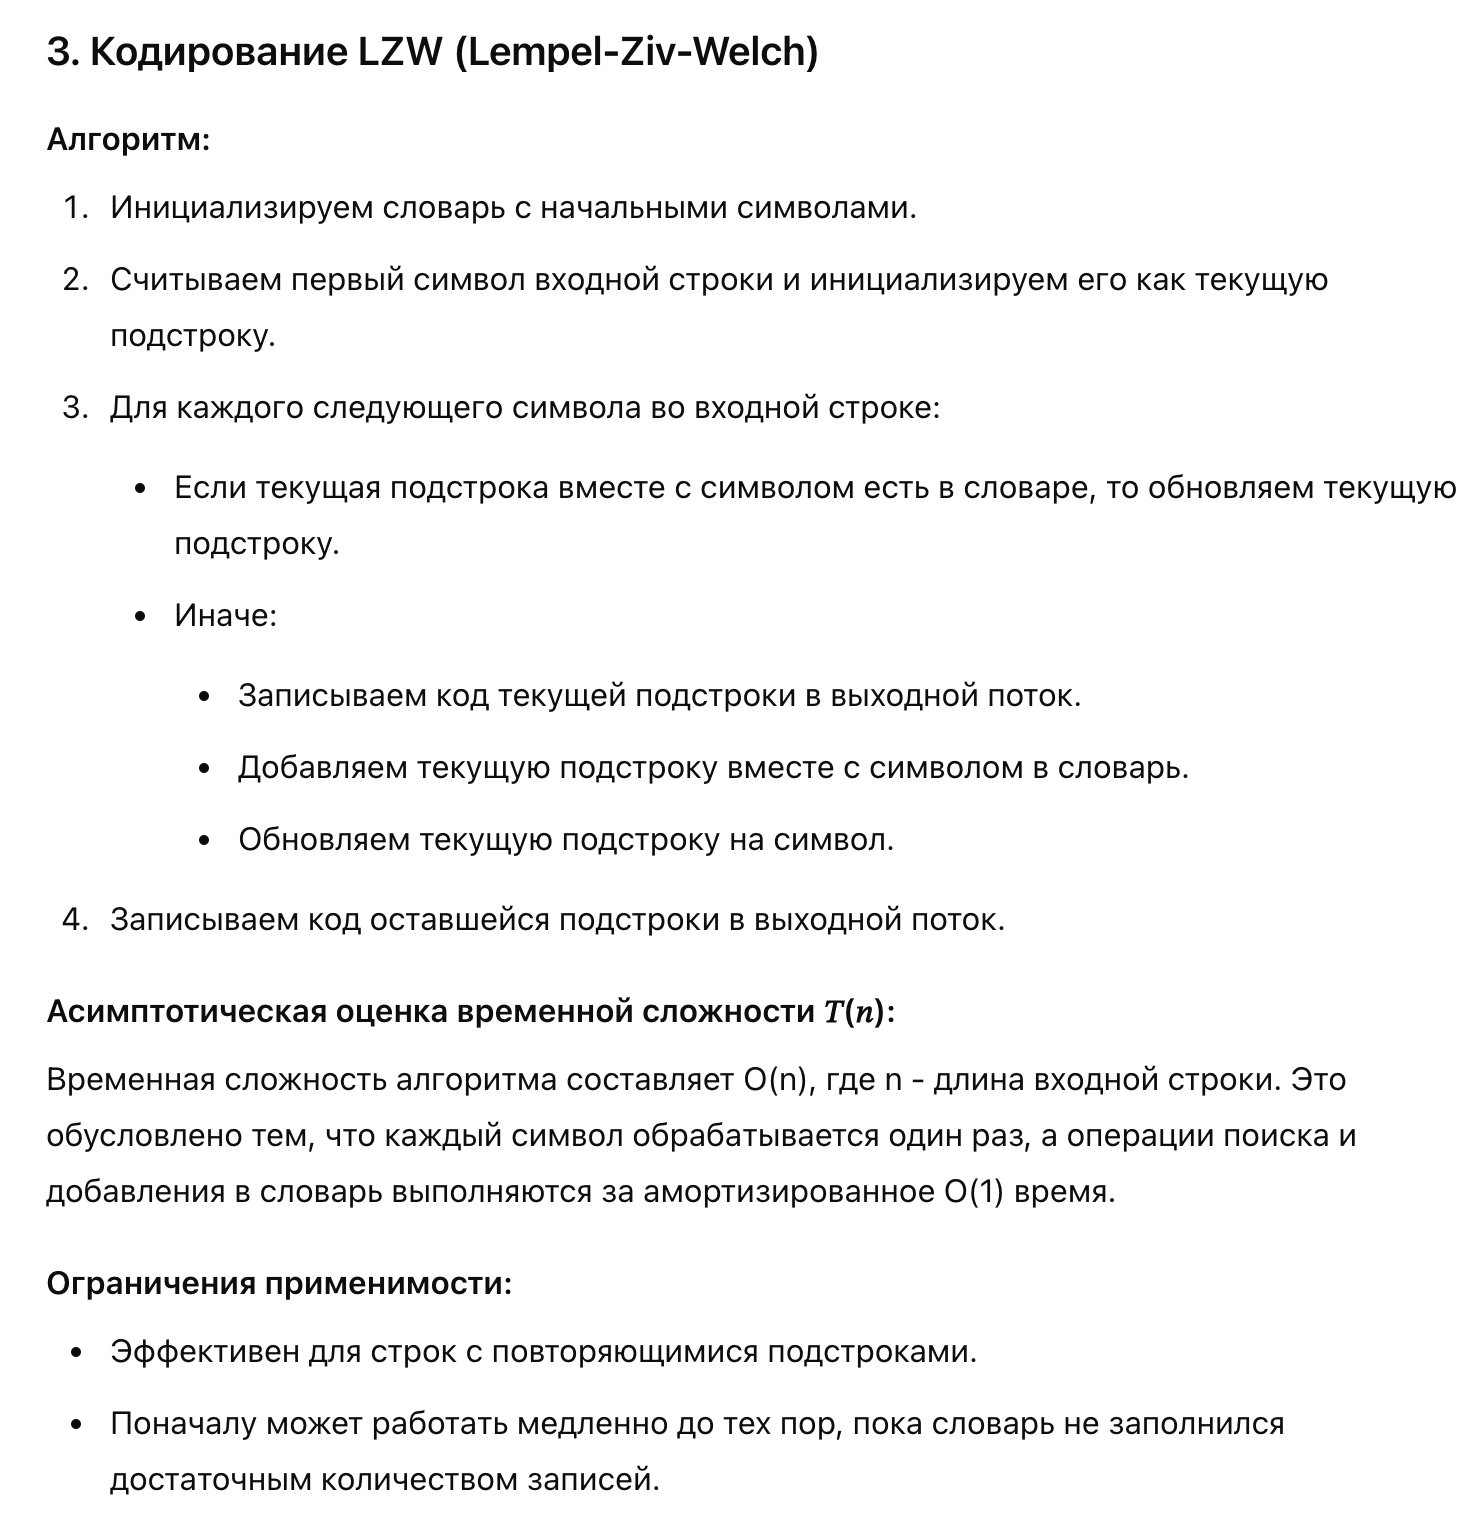 3. Кодирование LZW (Lempel-Ziv-Welch)
Алгоритм:
1. Инициализируем словарь с начальными символами.
2. Считываем первый символ входной строки и инициализируем его как текущую
подстроку.
3. Для каждого следующего символа во входной строке:
• Если текущая подстрока вместе с символом есть в словаре, то обновляем текущую
подстроку.
• Иначе:
• Записываем код текущей подстроки в выходной поток.
• Добавляем текущую подстроку вместе с символом в словарь.
• Обновляем текущую подстроку на символ.
4. Записываем код оставшейся подстроки в выходной поток.
Асимптотическая оценка временной сложности T(n):
Временная сложность алгоритма составляет O(n), где n - длина входной строки. Это
обусловлено тем, что каждый символ обрабатывается один раз, а операции поиска и
добавления в словарь выполняются за амортизированное O(1) время.
Ограничения применимости:
• Эффективен для строк с повторяющимися подстроками.
• Поначалу может работать медленно до тех пор, пока словарь не заполнился
достаточным количеством записей.